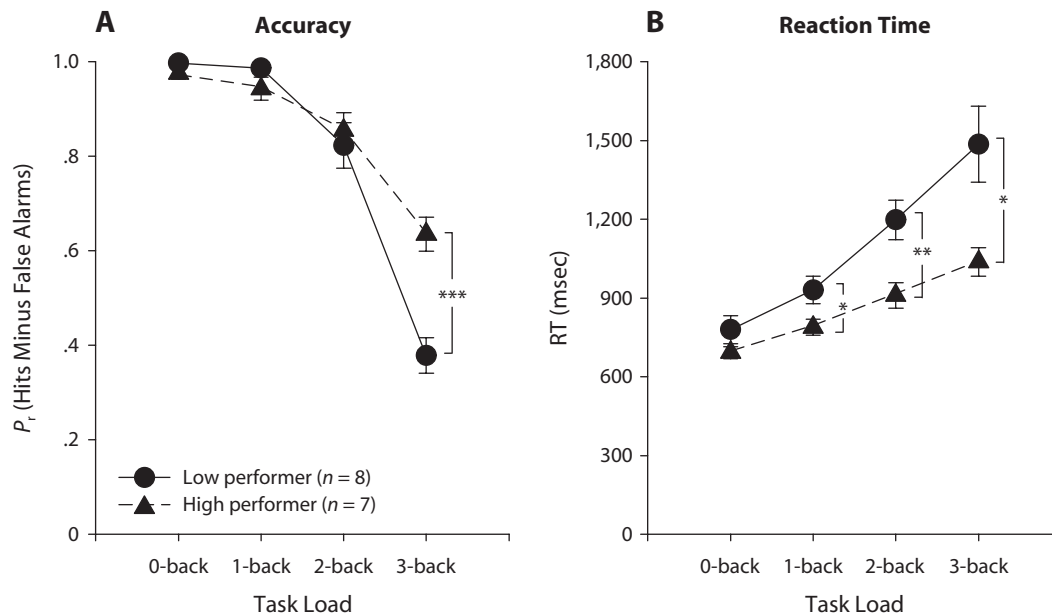 A Accuracy
1.0
.8
.6
.4
.2
0
P_r (Hits Minus False Alarms)
***
Low performer (n = 8)
High performer (n = 7)
0-back 1-back 2-back 3-back
Task Load
B Reaction Time
1,800
1,500
1,200
900
600
300
0
RT (msec)
*
**
*
0-back 1-back 2-back 3-back
Task Load